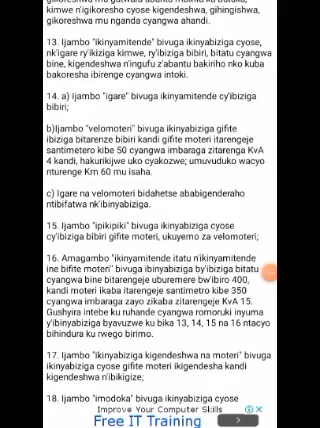 kimwe n'igikoresho cyose kigendeshwa, gihingishwa,
gikoreshwa mu nganda cyangwa ahandi.
13. Ijambo "ikinyamitende" bivuga ikinyabiziga cyose,
nk'igare ry'ikiziga kimwe, ry'ibiziga bibiri, bitatu cyangwa
bine, kigendeshwa n'ingufu z'abantu bakiriho nko kuba
bakoresha ibirenge cyangwa intoki.
14. a) Ijambo "igare" bivuga ikinyamitende cy'ibiziga
bibiri;
b)Ijambo "velomoteri" bivuga ikinyabiziga gifite
ibiziga bitarenze bibiri kandi gifite moteri itarengeje
santimetero kibe 50 cyangwa imbaraga zitarenga KvA
4 kandi, hakurikijwe uko cyakozwe; umuvuduko wacyo
nturenge Km 60 mu isaha.
c) Igare na velomoteri bidahetse ababigenderaho
ntibifatwa nk'ibinyabiziga.
15. Ijambo "ipikipiki" bivuga ikinyabiziga cyose
cy'ibiziga bibiri gifite moteri, ukuyemo za velomoteri;
16. Amagambo "ikinyamitende itatu n'ikinyamitende
ine bifite moteri" bivuga ibinyabiziga by'ibiziga bitatu
cyangwa bine bitarengeje uburemere bw'ibiro 400,
kandi moteri ikaba itarengeje santimetro kibe 350
cyangwa imbaraga zayo zikaba zitarengeje KvA 15.
Gushyira intebe ku ruhande cyangwa romoruki inyuma
y'ibinyabiziga byavuzwe ku bika 13, 14, 15 na 16 ntacyo
bihindura ku rwego birimo.
17. Ijambo "ikinyabiziga kigendeshwa na moteri" bivuga
ikinyabiziga cyose gifite moteri ikigendesha kandi
kigendeshwa n'ibikigize;
18. Ijambo "imodoka" bivuga ikinyabiziga cyose
Improve Your Computer Skills
Free IT Training